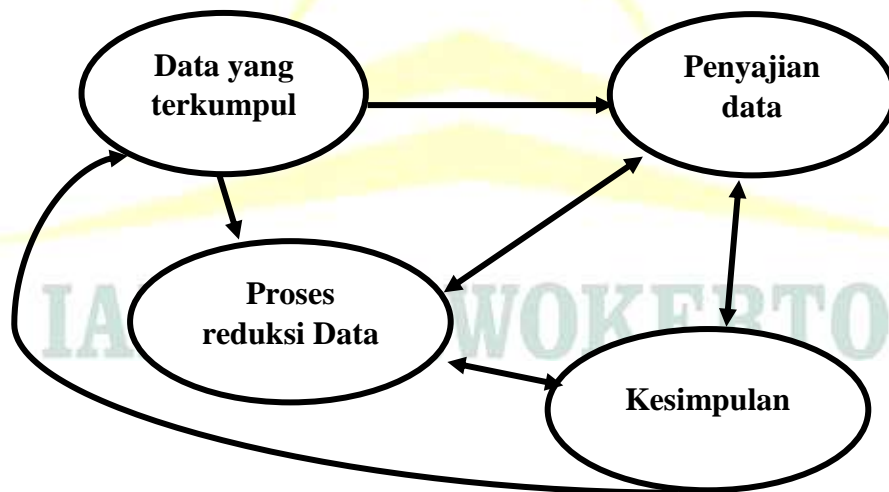 Data yang
terkumpul
Penyajian
data
Proses
reduksi Data
Kesimpulan